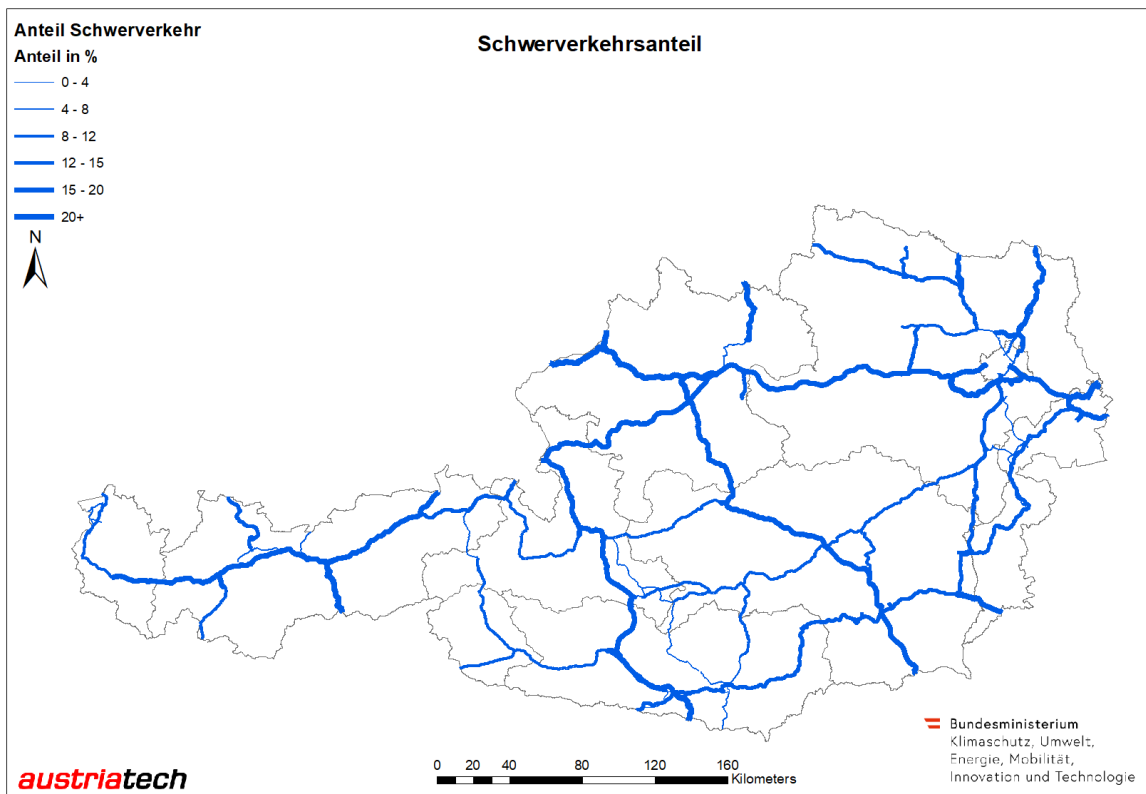 Anteil Schwerverkehr
Anteil in %
0 - 4
4 - 8
8 - 12
12 - 15
15 - 20
20+
N
Schwerverkehrsanteil
austriatech
0 10 20 40 80 120 160
Kilometers
Bundesministerium
Klimaschutz, Umwelt,
Energie, Mobilität,
Innovation und Technologie